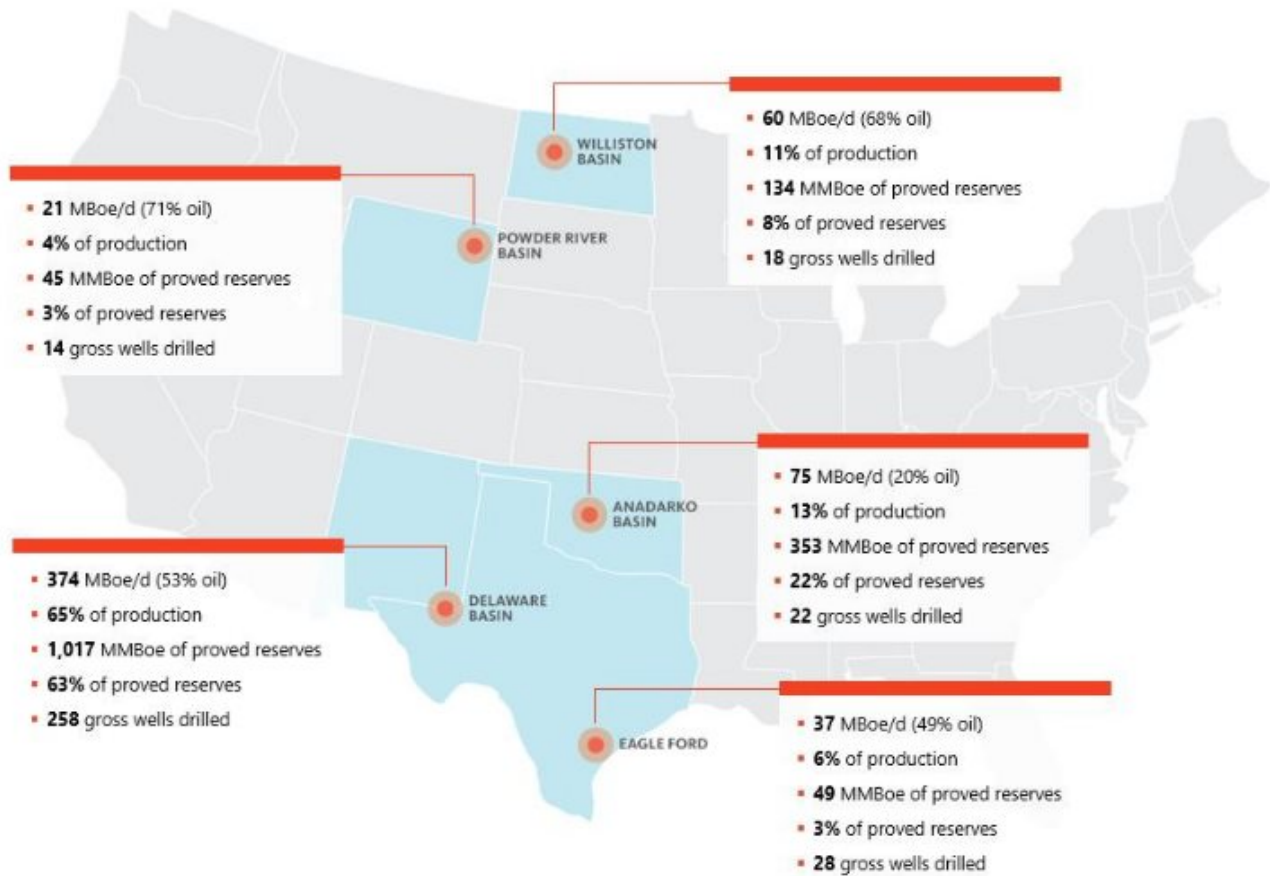 60 MBoe/d (68% oil)
11% of production
134 MMBoe of proved reserves
8% of proved reserves
18 gross wells drilled
WILLISTON
BASIN
21 MBoe/d (71% oil)
4% of production
45 MMBoe of proved reserves
3% of proved reserves
14 gross wells drilled
POWDER RIVER
BASIN
75 MBoe/d (20% oil)
13% of production
353 MMBoe of proved reserves
22% of proved reserves
22 gross wells drilled
ANADARKO
BASIN
374 MBoe/d (53% oil)
65% of production
1,017 MMBoe of proved reserves
63% of proved reserves
258 gross wells drilled
DELAWARE
BASIN
37 MBoe/d (49% oil)
6% of production
49 MMBoe of proved reserves
3% of proved reserves
28 gross wells drilled
EAGLE FORD